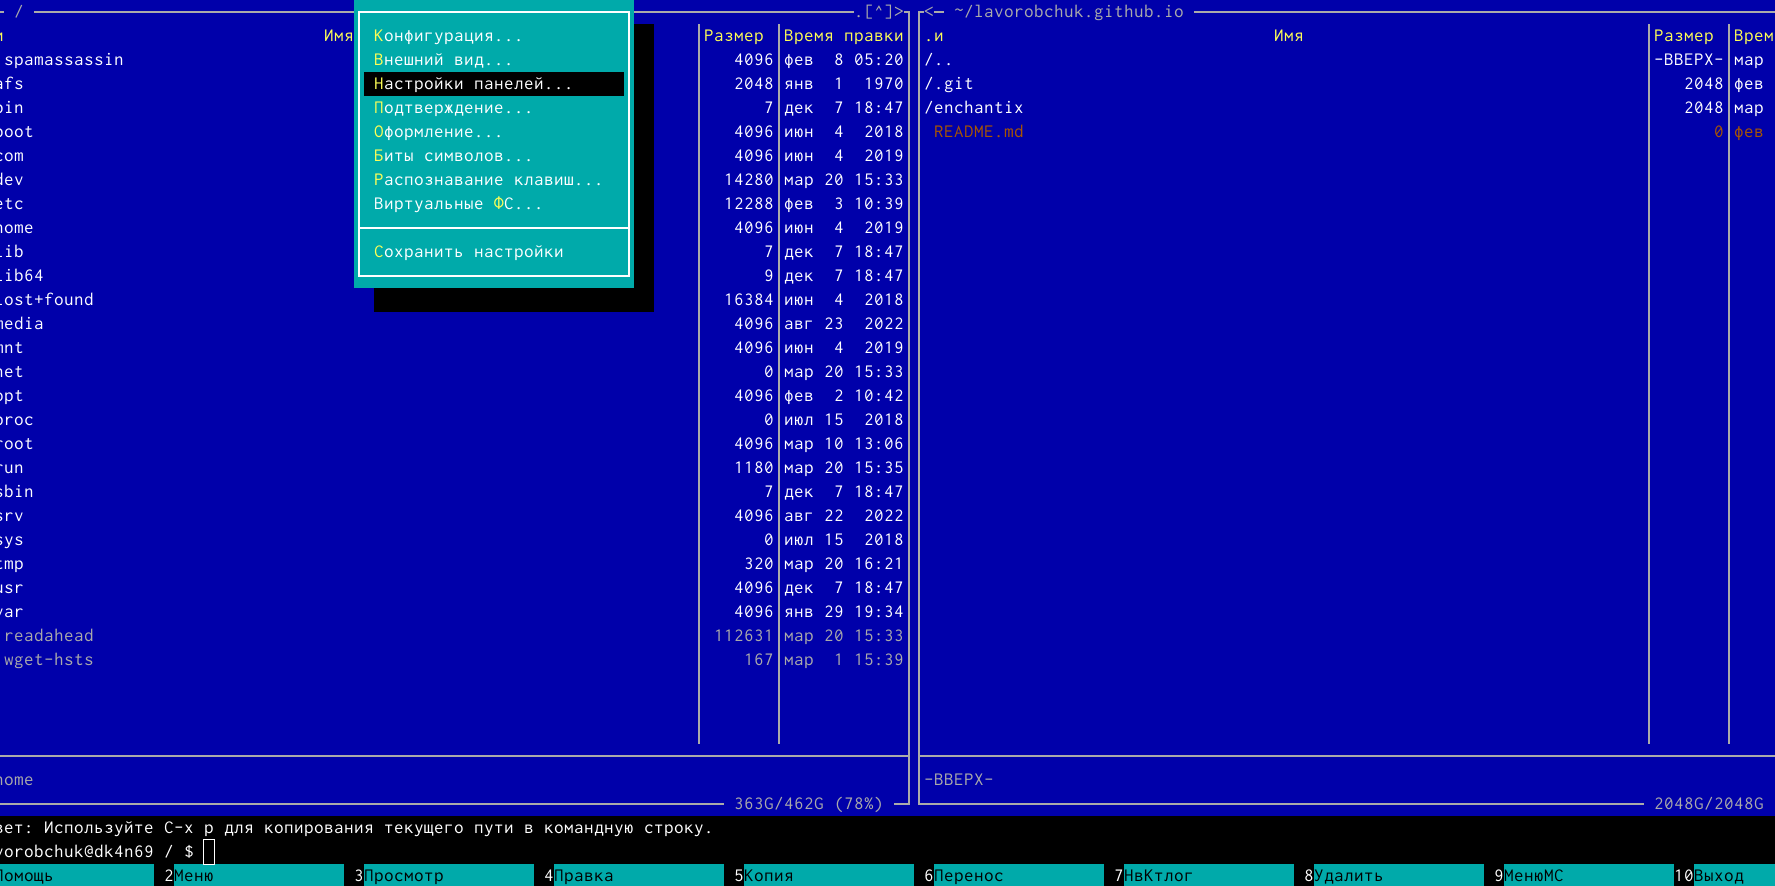 / .[^]> <─ ~/lavorobchuk.github.io
и Имя Конфигурация... Размер Время правки .и Имя Размер Врем
spamassassin Внешний вид... 4096 фев 8 05:20 /.. -ВВЕРХ- мар
afs Настройки панелей... 2048 янв 1 1970 /.git 2048 фев
bin Подтверждение... 7 дек 7 18:47 /enchantix 2048 мар
boot Оформление... 4096 июн 4 2018 README.md 0 фев
com Биты символов... 4096 июн 4 2019
dev Распознавание клавиш... 14280 мар 20 15:33
etc Виртуальные ФС... 12288 фев 3 10:39
home 4096 июн 4 2019
lib Сохранить настройки 7 дек 7 18:47
lib64 9 дек 7 18:47
lost+found 16384 июн 4 2018
media 4096 авг 23 2022
mnt 4096 июн 4 2019
net 0 мар 20 15:33
opt 4096 фев 2 10:42
proc 0 июл 15 2018
root 4096 мар 10 13:06
run 1180 мар 20 15:35
sbin 7 дек 7 18:47
srv 4096 авг 22 2022
sys 0 июл 15 2018
tmp 320 мар 20 16:21
usr 4096 дек 7 18:47
var 4096 янв 29 19:34
readahead 112631 мар 20 15:33
wget-hsts 167 мар 1 15:39
home -ВВЕРХ-
363G/462G (78%) 2048G/2048G
вет: Используйте C-x p для копирования текущего пути в командную строку.
vorobchuk@dk4n69 / $
Помощь 2Меню 3Просмотр 4Правка 5Копия 6Перенос 7НвКтлог 8Удалить 9МенюMC 10Выход